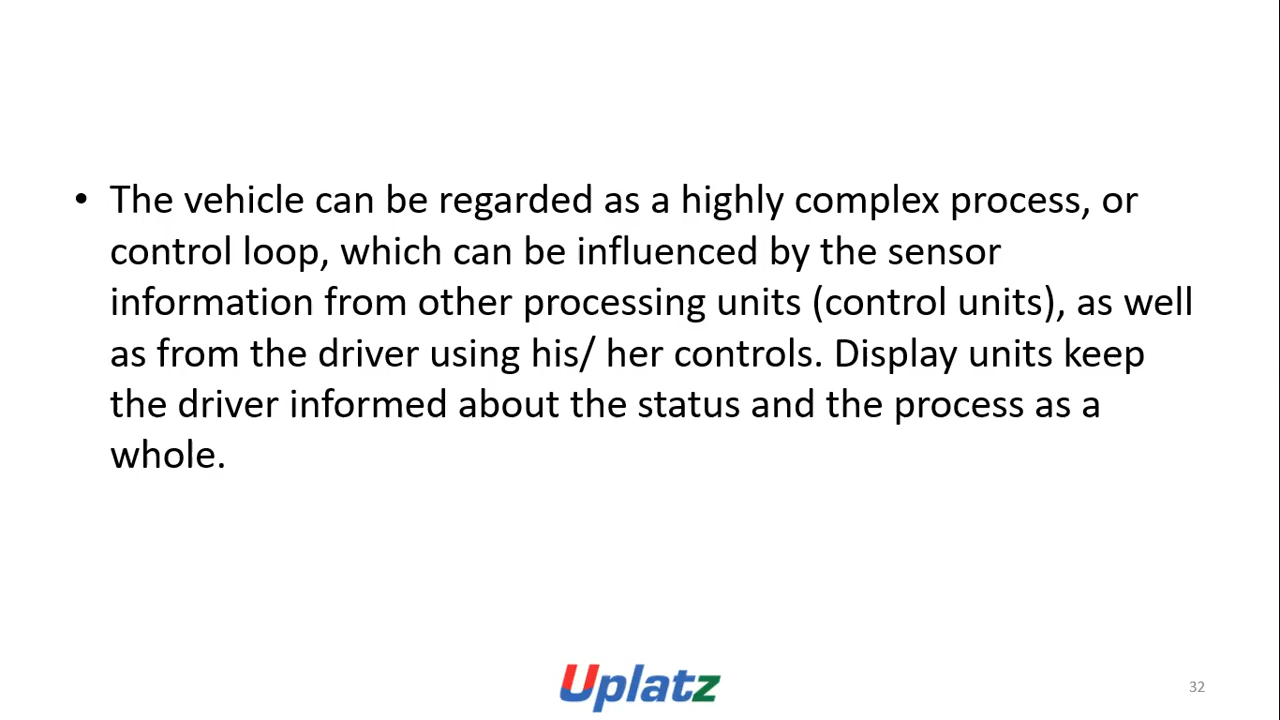 • The vehicle can be regarded as a highly complex process, or
control loop, which can be influenced by the sensor
information from other processing units (control units), as well
as from the driver using his/ her controls. Display units keep
the driver informed about the status and the process as a
whole.
Uplatz
32